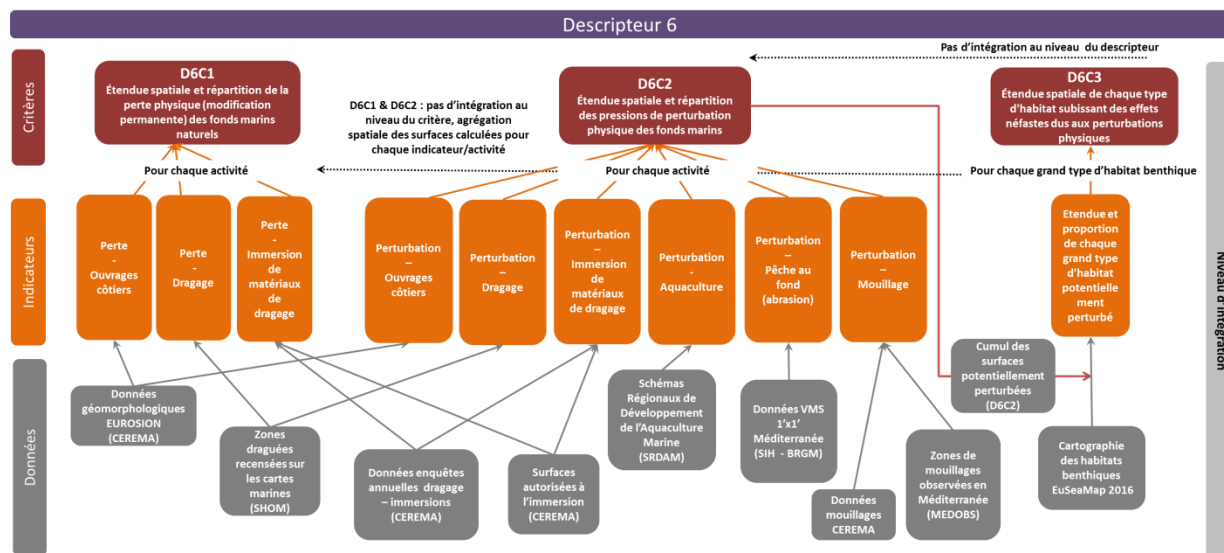 Descripteur 6
Critères
Pas d'intégration au niveau du descripteur
D6C1
Étendue spatiale et répartition de la
perte physique (modification
permanente) des fonds marins
naturels
D6C1 & D6C2 : pas d'intégration au
niveau du critère, agrégation
spatiale des surfaces calculées pour
chaque indicateur/activité
D6C2
Étendue spatiale et répartition
des pressions de perturbation
physique des fonds marins
D6C3
Étendue spatiale de chaque type
d'habitat subissant des effets
néfastes dus aux perturbations
physiques
Pour chaque activité
Pour chaque activité
Pour chaque grand type d'habitat benthique
Indicateurs
Perte
-
Ouvrages
côtiers
Perte
-
Dragage
Perte
-
Immersion
de
matériaux
de dragage
Perturbation
–
Ouvrages
côtiers
Perturbation
–
Dragage
Perturbation
–
Immersion
de matériaux
de dragage
Perturbation
-
Aquaculture
Perturbation
–
Pêche au
fond
(abrasion)
Perturbation
–
Mouillage
Etendue et
proportion
de chaque
grand type
d'habitat
potentielle
ment
perturbé
Niveau d'intégration
Données
Données
géomorphologiques
EUROSION
(CEREMA)
Zones
draguées
recensées sur
les cartes
marines
(SHOM)
Données enquêtes
annuelles dragage
– immersions
(CEREMA)
Surfaces
autorisées à
l'immersion
(CEREMA)
Schémas
Régionaux de
Développement
de l'Aquaculture
Marine
(SRDAM)
Données VMS
1'x1'
Méditerranée
(SIH - BRGM)
Données
mouillages
CEREMA
Zones de
mouillages
observées en
Méditerranée
(MEDOBS)
Cumul des
surfaces
potentiellement
perturbées
(D6C2)
Cartographie
des habitats
benthiques
EuSeaMap 2016